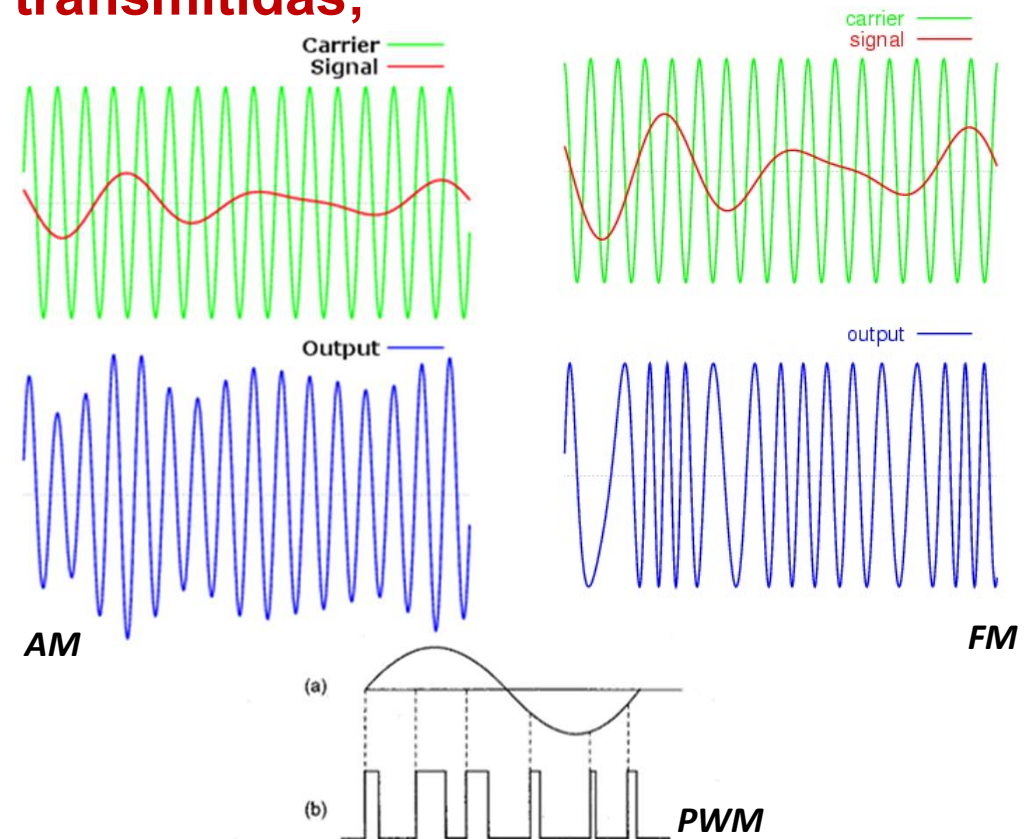 transmitidas;
Carrier
Signal
carrier
signal
Output
output
AM
FM
(a)
(b)
PWM